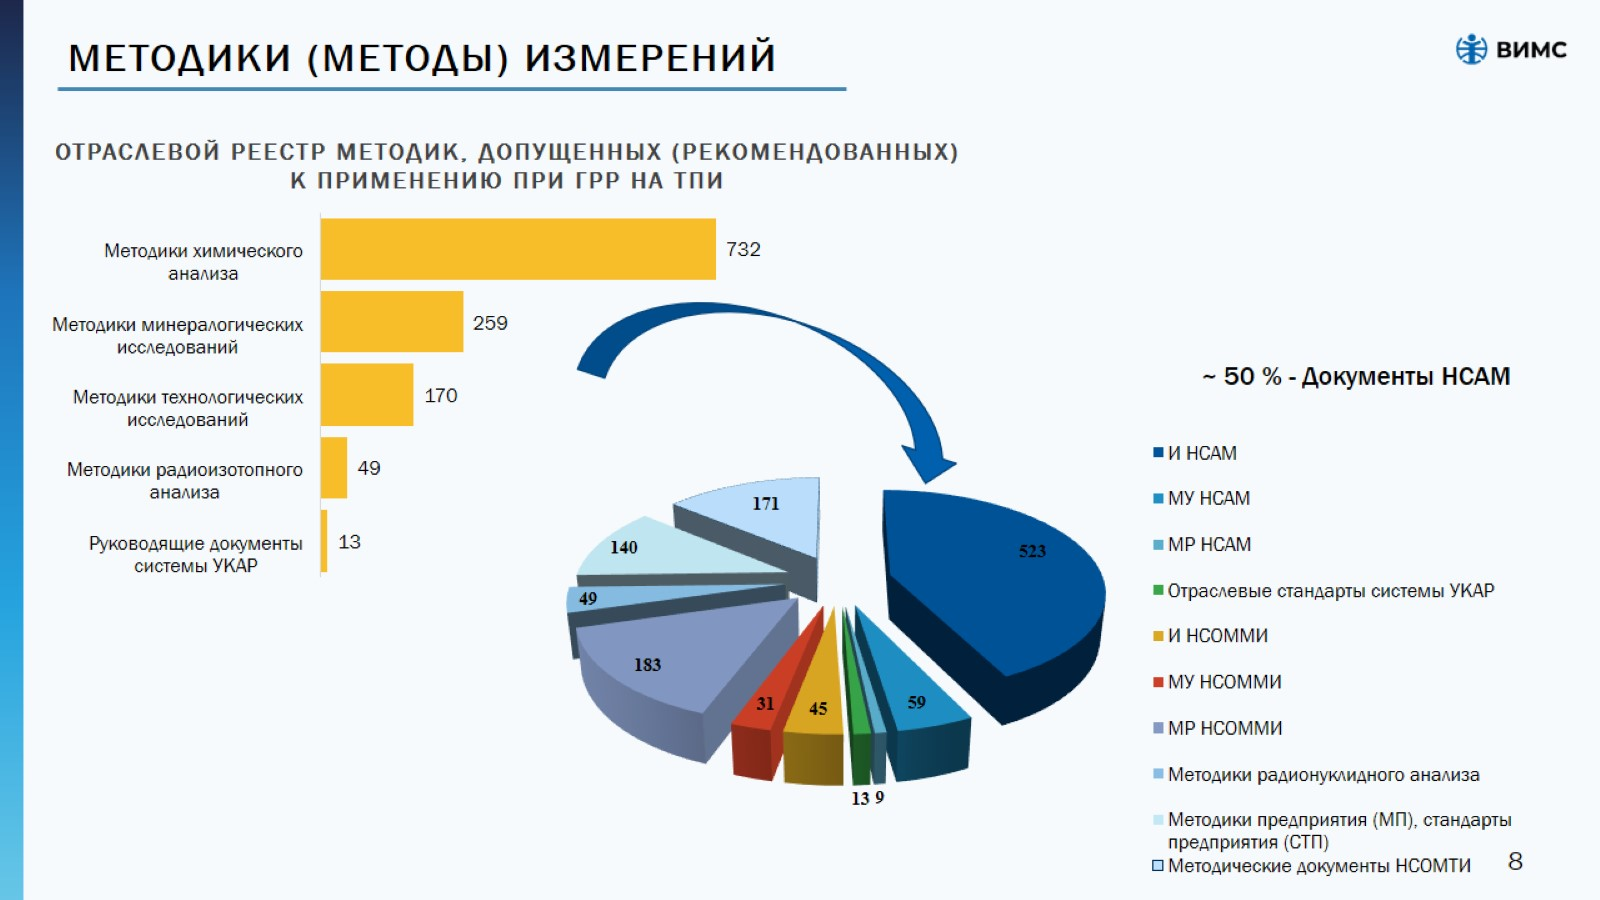 МЕТОДИКИ (МЕТОДЫ) ИЗМЕРЕНИЙ
ВИМС
ОТРАСЛЕВОЙ РЕЕСТР МЕТОДИК, ДОПУЩЕННЫХ (РЕКОМЕНДОВАННЫХ)
К ПРИМЕНЕНИЮ ПРИ ГРР НА ТПИ
Методики химического
анализа
732
Методики минералогических
исследований
259
Методики технологических
исследований
170
Методики радиоизотопного
анализа
49
Руководящие документы
системы УКАР
13
~ 50 % - Документы НСАМ
171
523
140
49
183
31
45
59
13
9
И НСАМ
МУ НСАМ
МР НСАМ
Отраслевые стандарты системы УКАР
И НСОММИ
МУ НСОММИ
МР НСОММИ
Методики радионуклидного анализа
Методики предприятия (МП), стандарты
предприятия (СТП)
Методические документы НСОМТИ
8